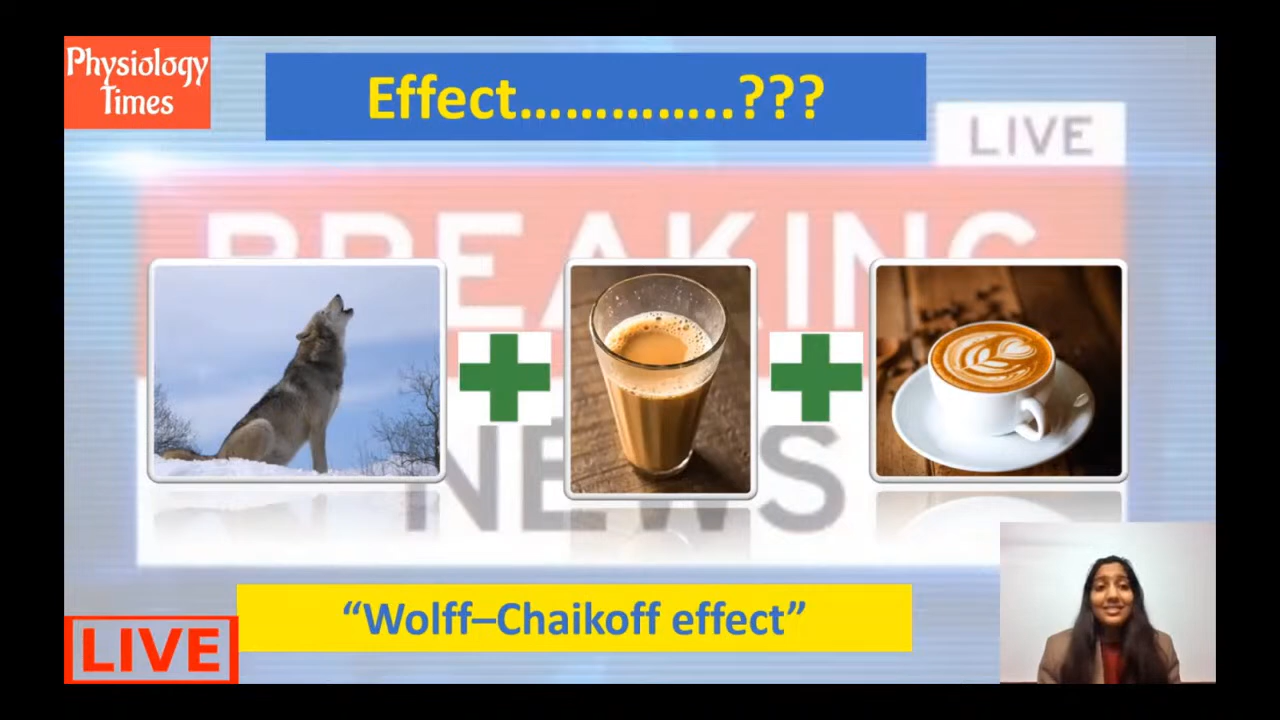 Physiology
Times
Effect…………..???
LIVE
BREAKING
NEWS
“Wolff–Chaikoff effect”
LIVE